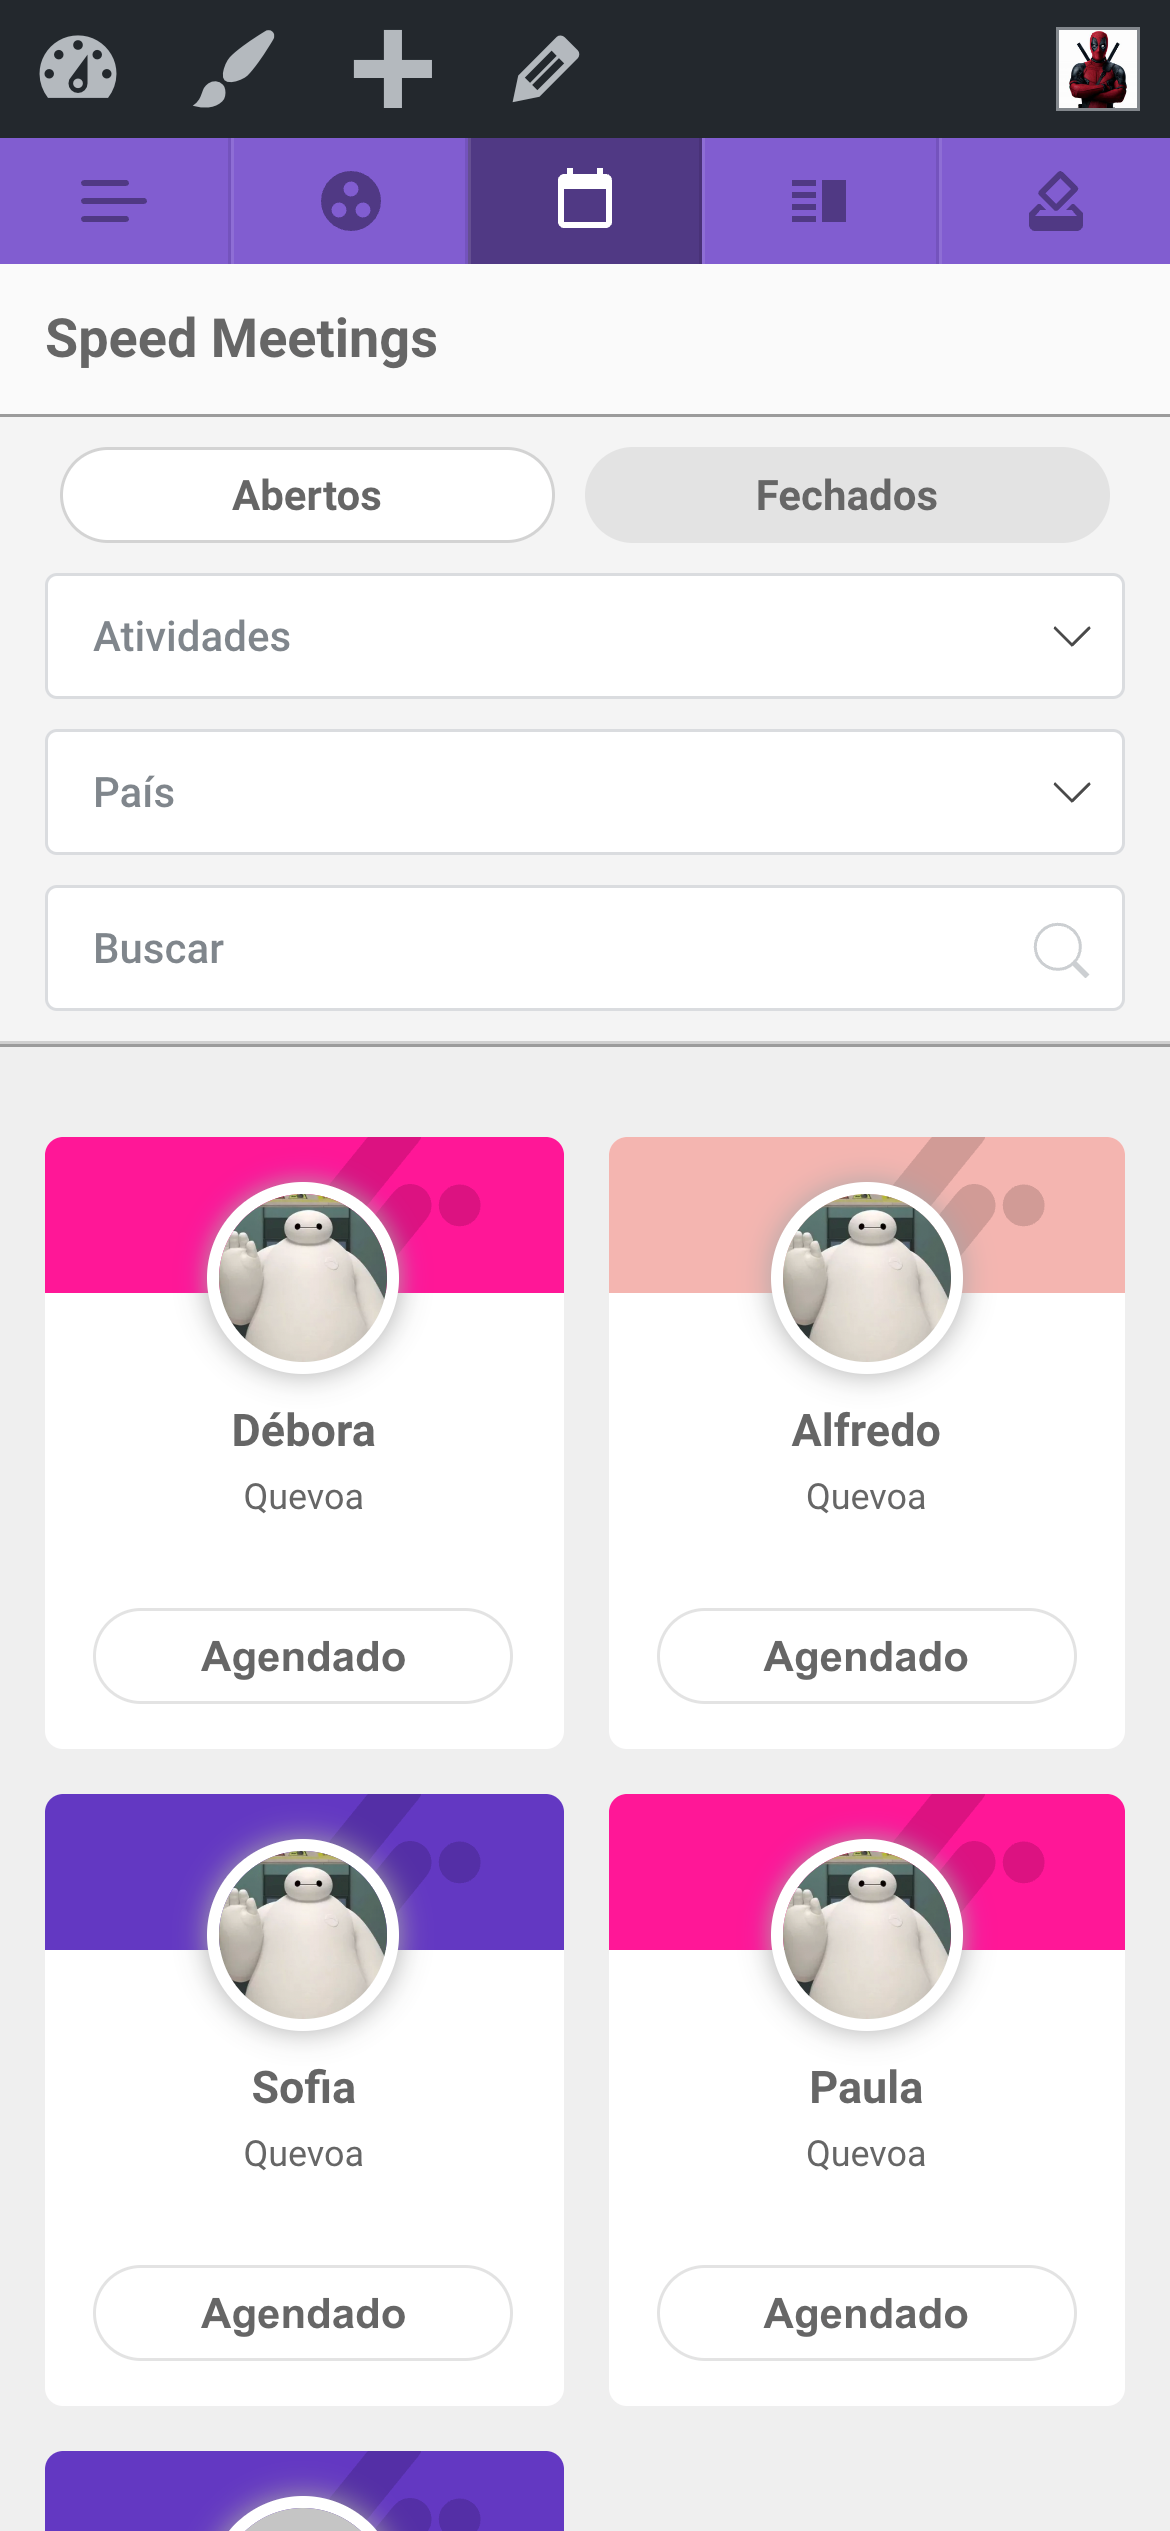 Speed Meetings
Abertos
Fechados
Atividades
País
Buscar
Débora
Quevoa
Agendado
Alfredo
Quevoa
Agendado
Sofia
Quevoa
Agendado
Paula
Quevoa
Agendado